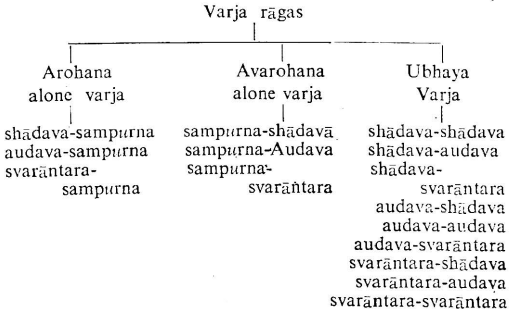 Varja rāgas
Arohana
alone varja
Avarohana
alone varja
Ubhaya
Varja
shādava-sampurna
audava-sampurna
svarāntara-
sampurna
sampurna-shādavā
sampurna-Audava
sampurna-
svarāntara
shādava-shādava
shādava-audava
shādava-
svarāntara
audava-shādava
audava-audava
audava-svarāntara
svarāntara-shādava
svarāntara-audava
svarāntara-svarāntara